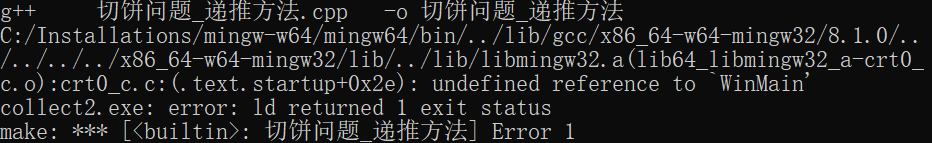 g++     切饼问题_递推方法.cpp   -o 切饼问题_递推方法
C:/Installations/mingw-w64/mingw64/bin/../lib/gcc/x86_64-w64-mingw32/8.1.0/..
/../../../x86_64-w64-mingw32/lib/../lib/libmingw32.a(lib64_libmingw32_a-crt0_
c.o):crt0_c.c:(.text.startup+0x2e): undefined reference to `WinMain'
collect2.exe: error: ld returned 1 exit status
make: *** [<builtin>: 切饼问题_递推方法] Error 1